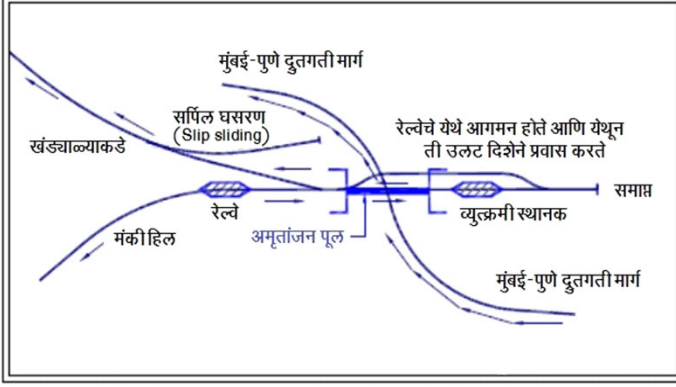 मुंबई-पुणे द्रुतगती मार्ग
सर्पिल घसरण
(Slip sliding)
रेल्वेचे येथे आगमन होते आणि येथून
ती उलट दिशेने प्रवास करते
खंड्याळ्याकडे
समाप्त
रेल्वे
व्युत्क्रमी स्थानक
मंकी हिल
अमृतांजन पूल
मुंबई-पुणे द्रुतगती मार्ग